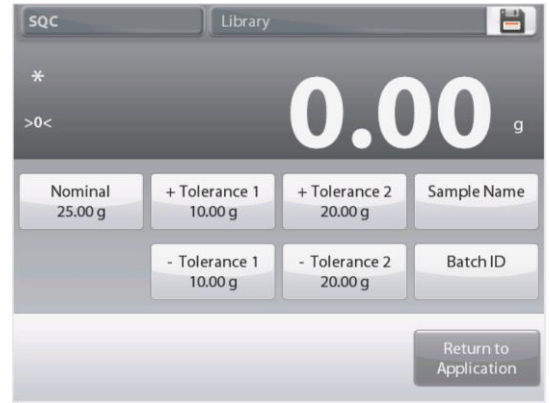 SQC
Library
*
>0<
0.00 g
Nominal
25.00 g
+ Tolerance 1
10.00 g
+ Tolerance 2
20.00 g
Sample Name
- Tolerance 1
10.00 g
- Tolerance 2
20.00 g
Batch ID
Return to
Application